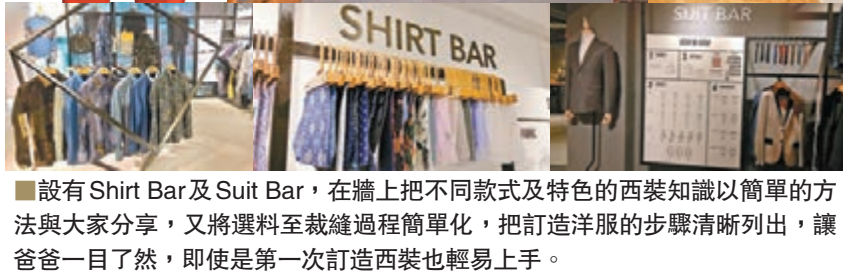 SHIRT BAR
SUIT BAR
■設有Shirt Bar及Suit Bar，在牆上把不同款式及特色的西裝知識以簡單的方
法與大家分享，又將選料至裁縫過程簡單化，把訂造洋服的步驟清晰列出，讓
爸爸一目了然，即使是第一次訂造西裝也輕易上手。